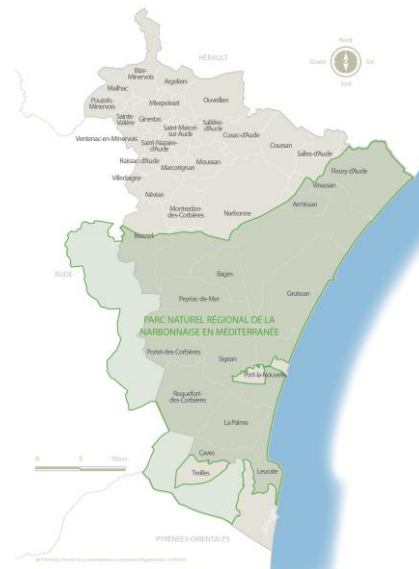 Nord
Ouest
Est
Sud
HÉRAULT
Bize-
Minervois
Mailhac
Argeliers
Pouzols-
Minervois
Mirepeisset
Ouveillan
Sainte-
Valière
Ginestas
Sallèles-
d'Aude
Saint-Marcel-
sur-Aude
Cuxac-d'Aude
Ventenac-en-Minervois
Saint-Nazaire-
d'Aude
Coursan
Salles-d'Aude
Raissac-d'Aude
Moussan
Marcorignan
Fleury d'Aude
Villedaigne
Vinassan
Névian
Armissan
Montredon-
des-Corbières
Narbonne
Bizanet
AUDE
Bages
Peyriac-de-Mer
Gruissan
PARC NATUREL RÉGIONAL DE LA
NARBONNAISE EN MÉDITERRANÉE
Portel-des-Corbières
Sigean
Port-la-Nouvelle
Roquefort-
des-Corbières
La Palme
Caves
0
5
10km
Treilles
Leucate
PYRÉNÉES-ORIENTALES